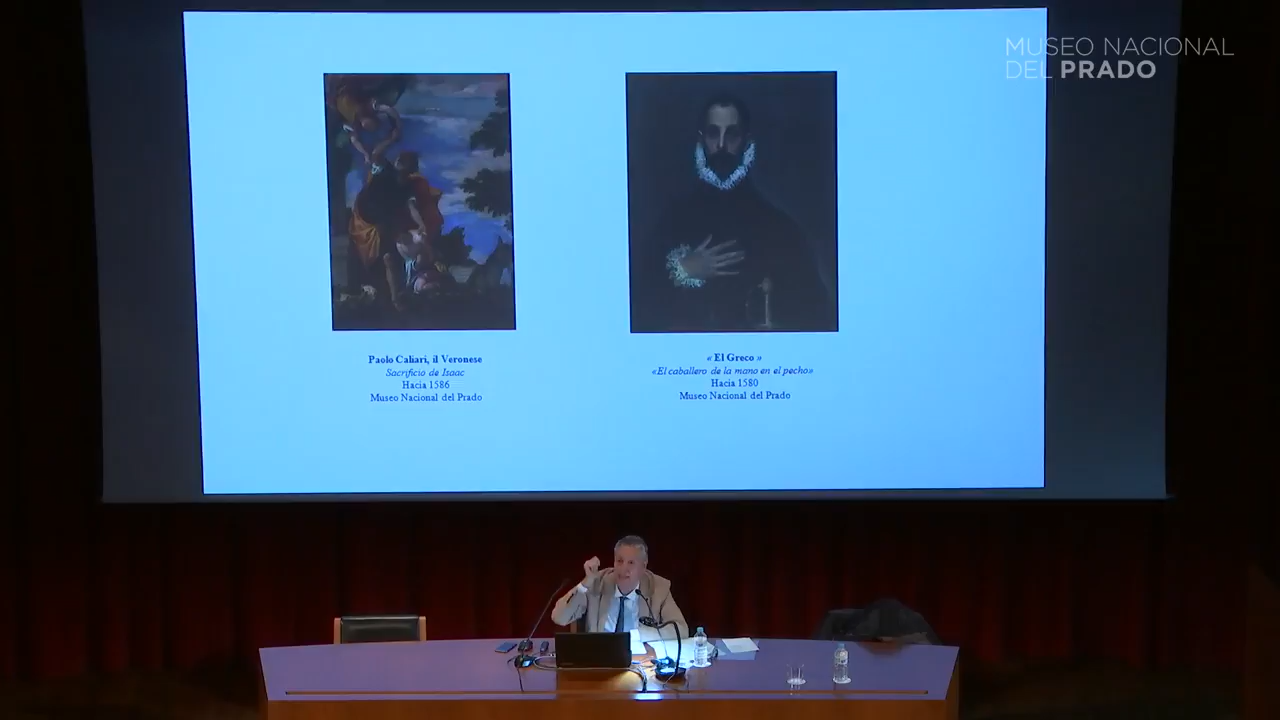 MUSEO NACIONAL
DEL PRADO
Paolo Caliari, il Veronese
Sacrificio de Isaac
Hacia 1586
Museo Nacional del Prado
« El Greco »
«El caballero de la mano en el pecho»
Hacia 1580
Museo Nacional del Prado